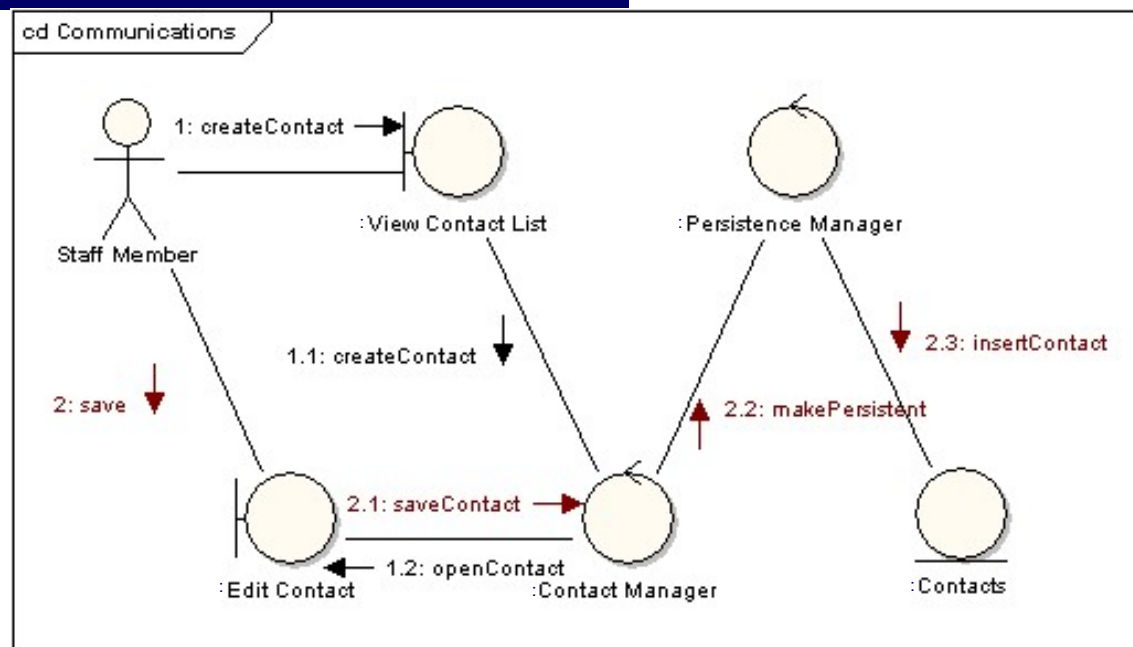 cd Communications
1: createContact
:View Contact List
:Persistence Manager
Staff Member
1.1: createContact
2.3: insertContact
2: save
2.2: makePersistent
2.1: saveContact
1.2: openContact
:Edit Contact
:Contact Manager
:Contacts